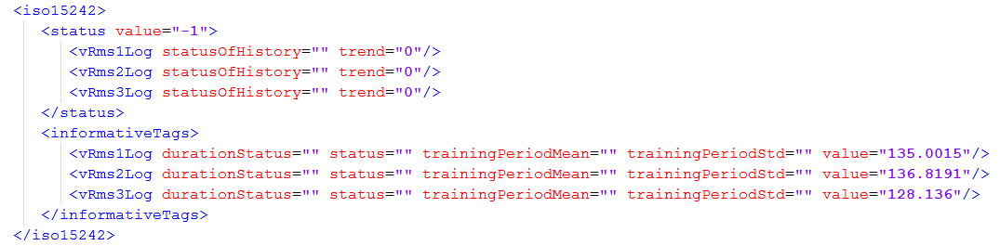 <iso15242>
<status value="-1">
<vRms1Log statusOfHistory="" trend="0"/>
<vRms2Log statusOfHistory="" trend="0"/>
<vRms3Log statusOfHistory="" trend="0"/>
</status>
<informativeTags>
<vRms1Log durationStatus="" status="" trainingPeriodMean="" trainingPeriodStd="" value="135.0015"/>
<vRms2Log durationStatus="" status="" trainingPeriodMean="" trainingPeriodStd="" value="136.8191"/>
<vRms3Log durationStatus="" status="" trainingPeriodMean="" trainingPeriodStd="" value="128.136"/>
</informativeTags>
</iso15242>